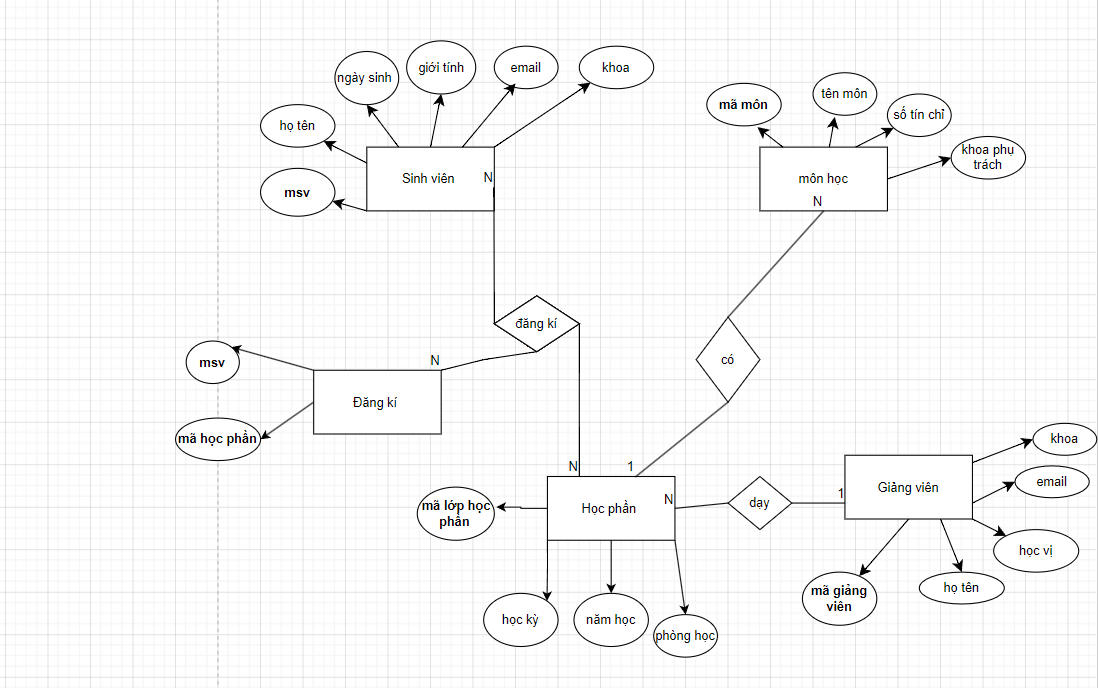 ngày sinh
giới tính
email
khoa
họ tên
msv
Sinh viên
N
mã môn
tên môn
số tín chỉ
khoa phụ
trách
môn học
N
đăng kí
có
msv
mã học phần
N
Đăng kí
N
1
mã lớp học
phần
Học phần
N
dạy
1
Giảng viên
khoa
email
học vị
họ tên
mã giảng
viên
học kỳ
năm học
phòng học